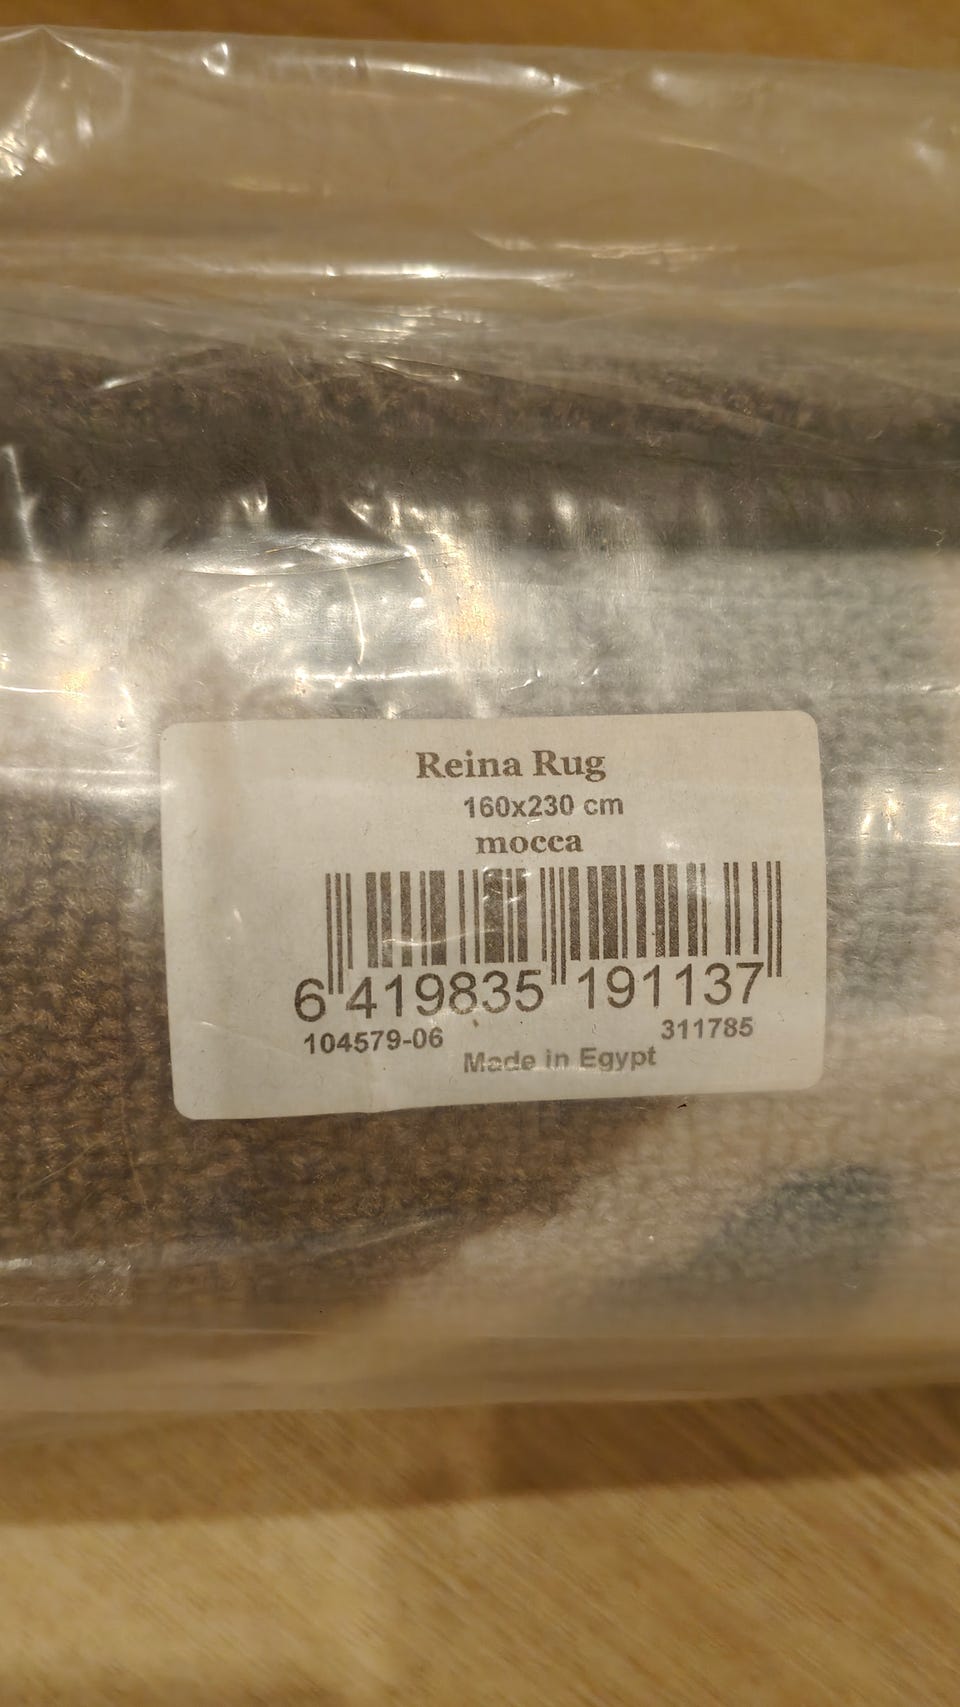 Reina Rug
160x230 cm
mocca
6 419835 191137
104579-06 311785
Made in Egypt